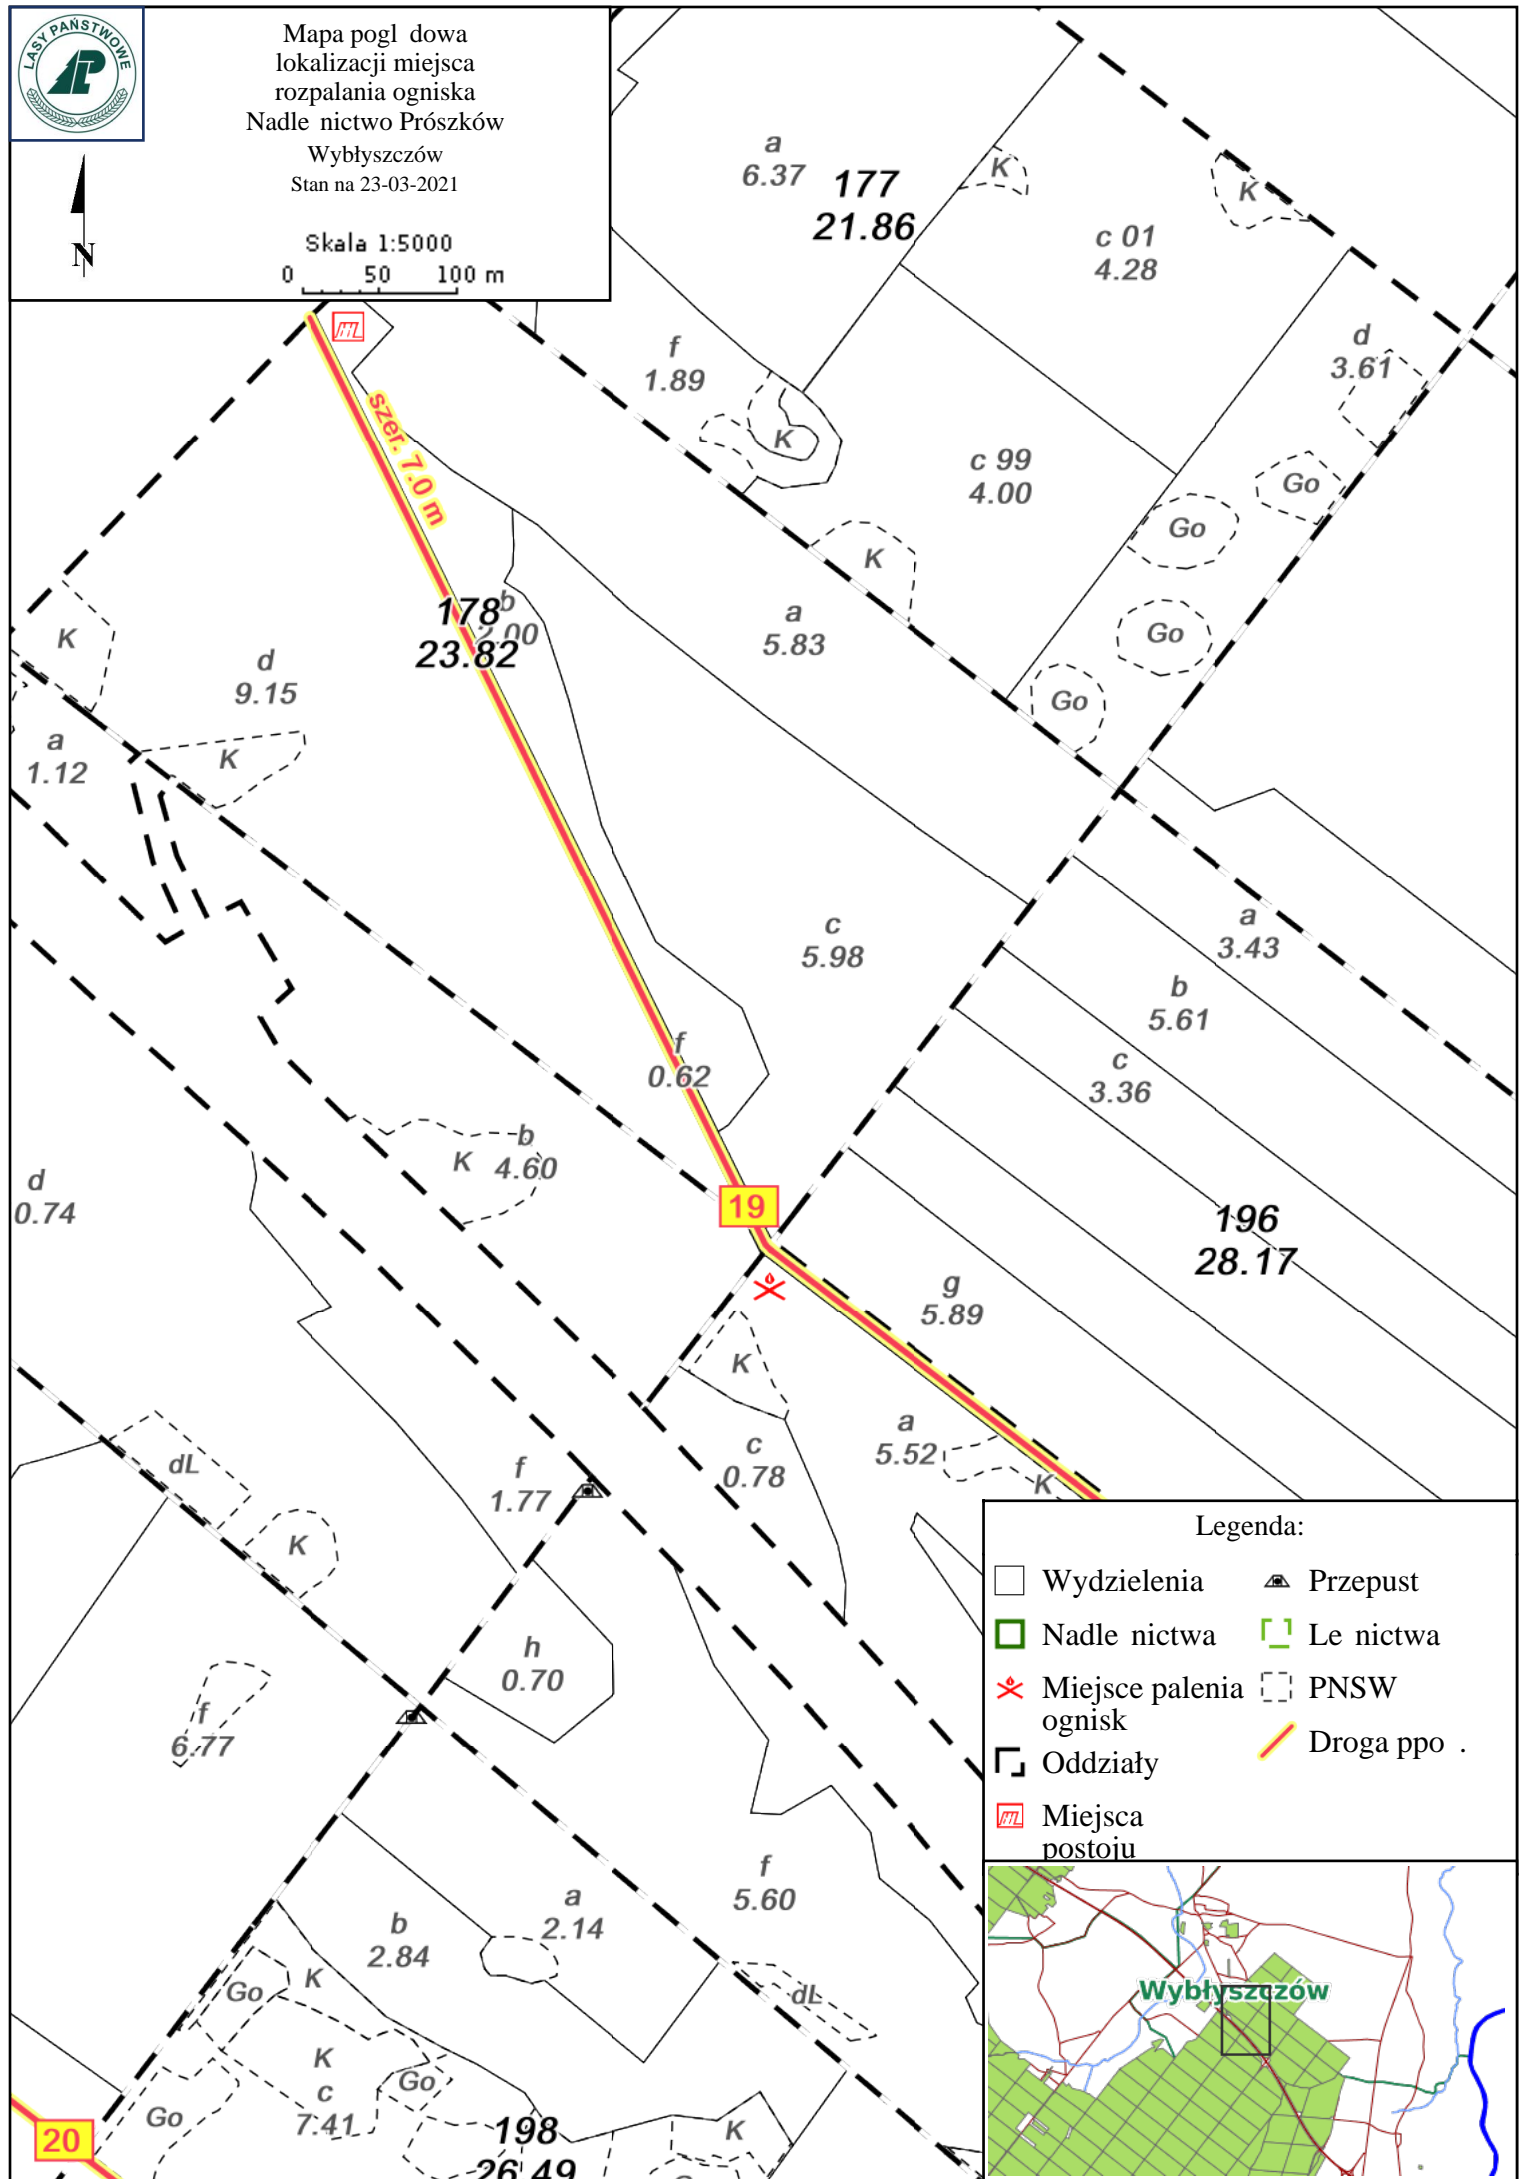 LASY PAŃSTWOWE
Mapa pogl dowa
lokalizacji miejsca
rozpalania ogniska
Nadle nictwo Prószków
Wybłyszczów
Stan na 23-03-2021
N
Skala 1:5000
0 50 100 m
a
6.37
177
21.86
K
K
c 01
4.28
f
1.89
d
3.61
szer. 7.0 m
K
c 99
4.00
Go
Go
K
178
23.82
b
2.00
a
5.83
Go
K
d
9.15
Go
a
1.12
K
c
5.98
a
3.43
b
5.61
f
0.62
c
3.36
b
4.60
K
d
0.74
19
196
28.17
g
5.89
K
a
5.52
c
0.78
K
dL
f
1.77
K
h
0.70
f
6.77
f
5.60
a
2.14
b
2.84
K
Go
dL
K
c
7.41
Go
Go
20
198
26.49
K
Legenda:
Wydzielenia
Przepust
Nadle nictwa
Le nictwa
Miejsce palenia
ognisk
PNSW
Oddziały
Droga ppo .
Miejsca
postoju
Wybłyszczów